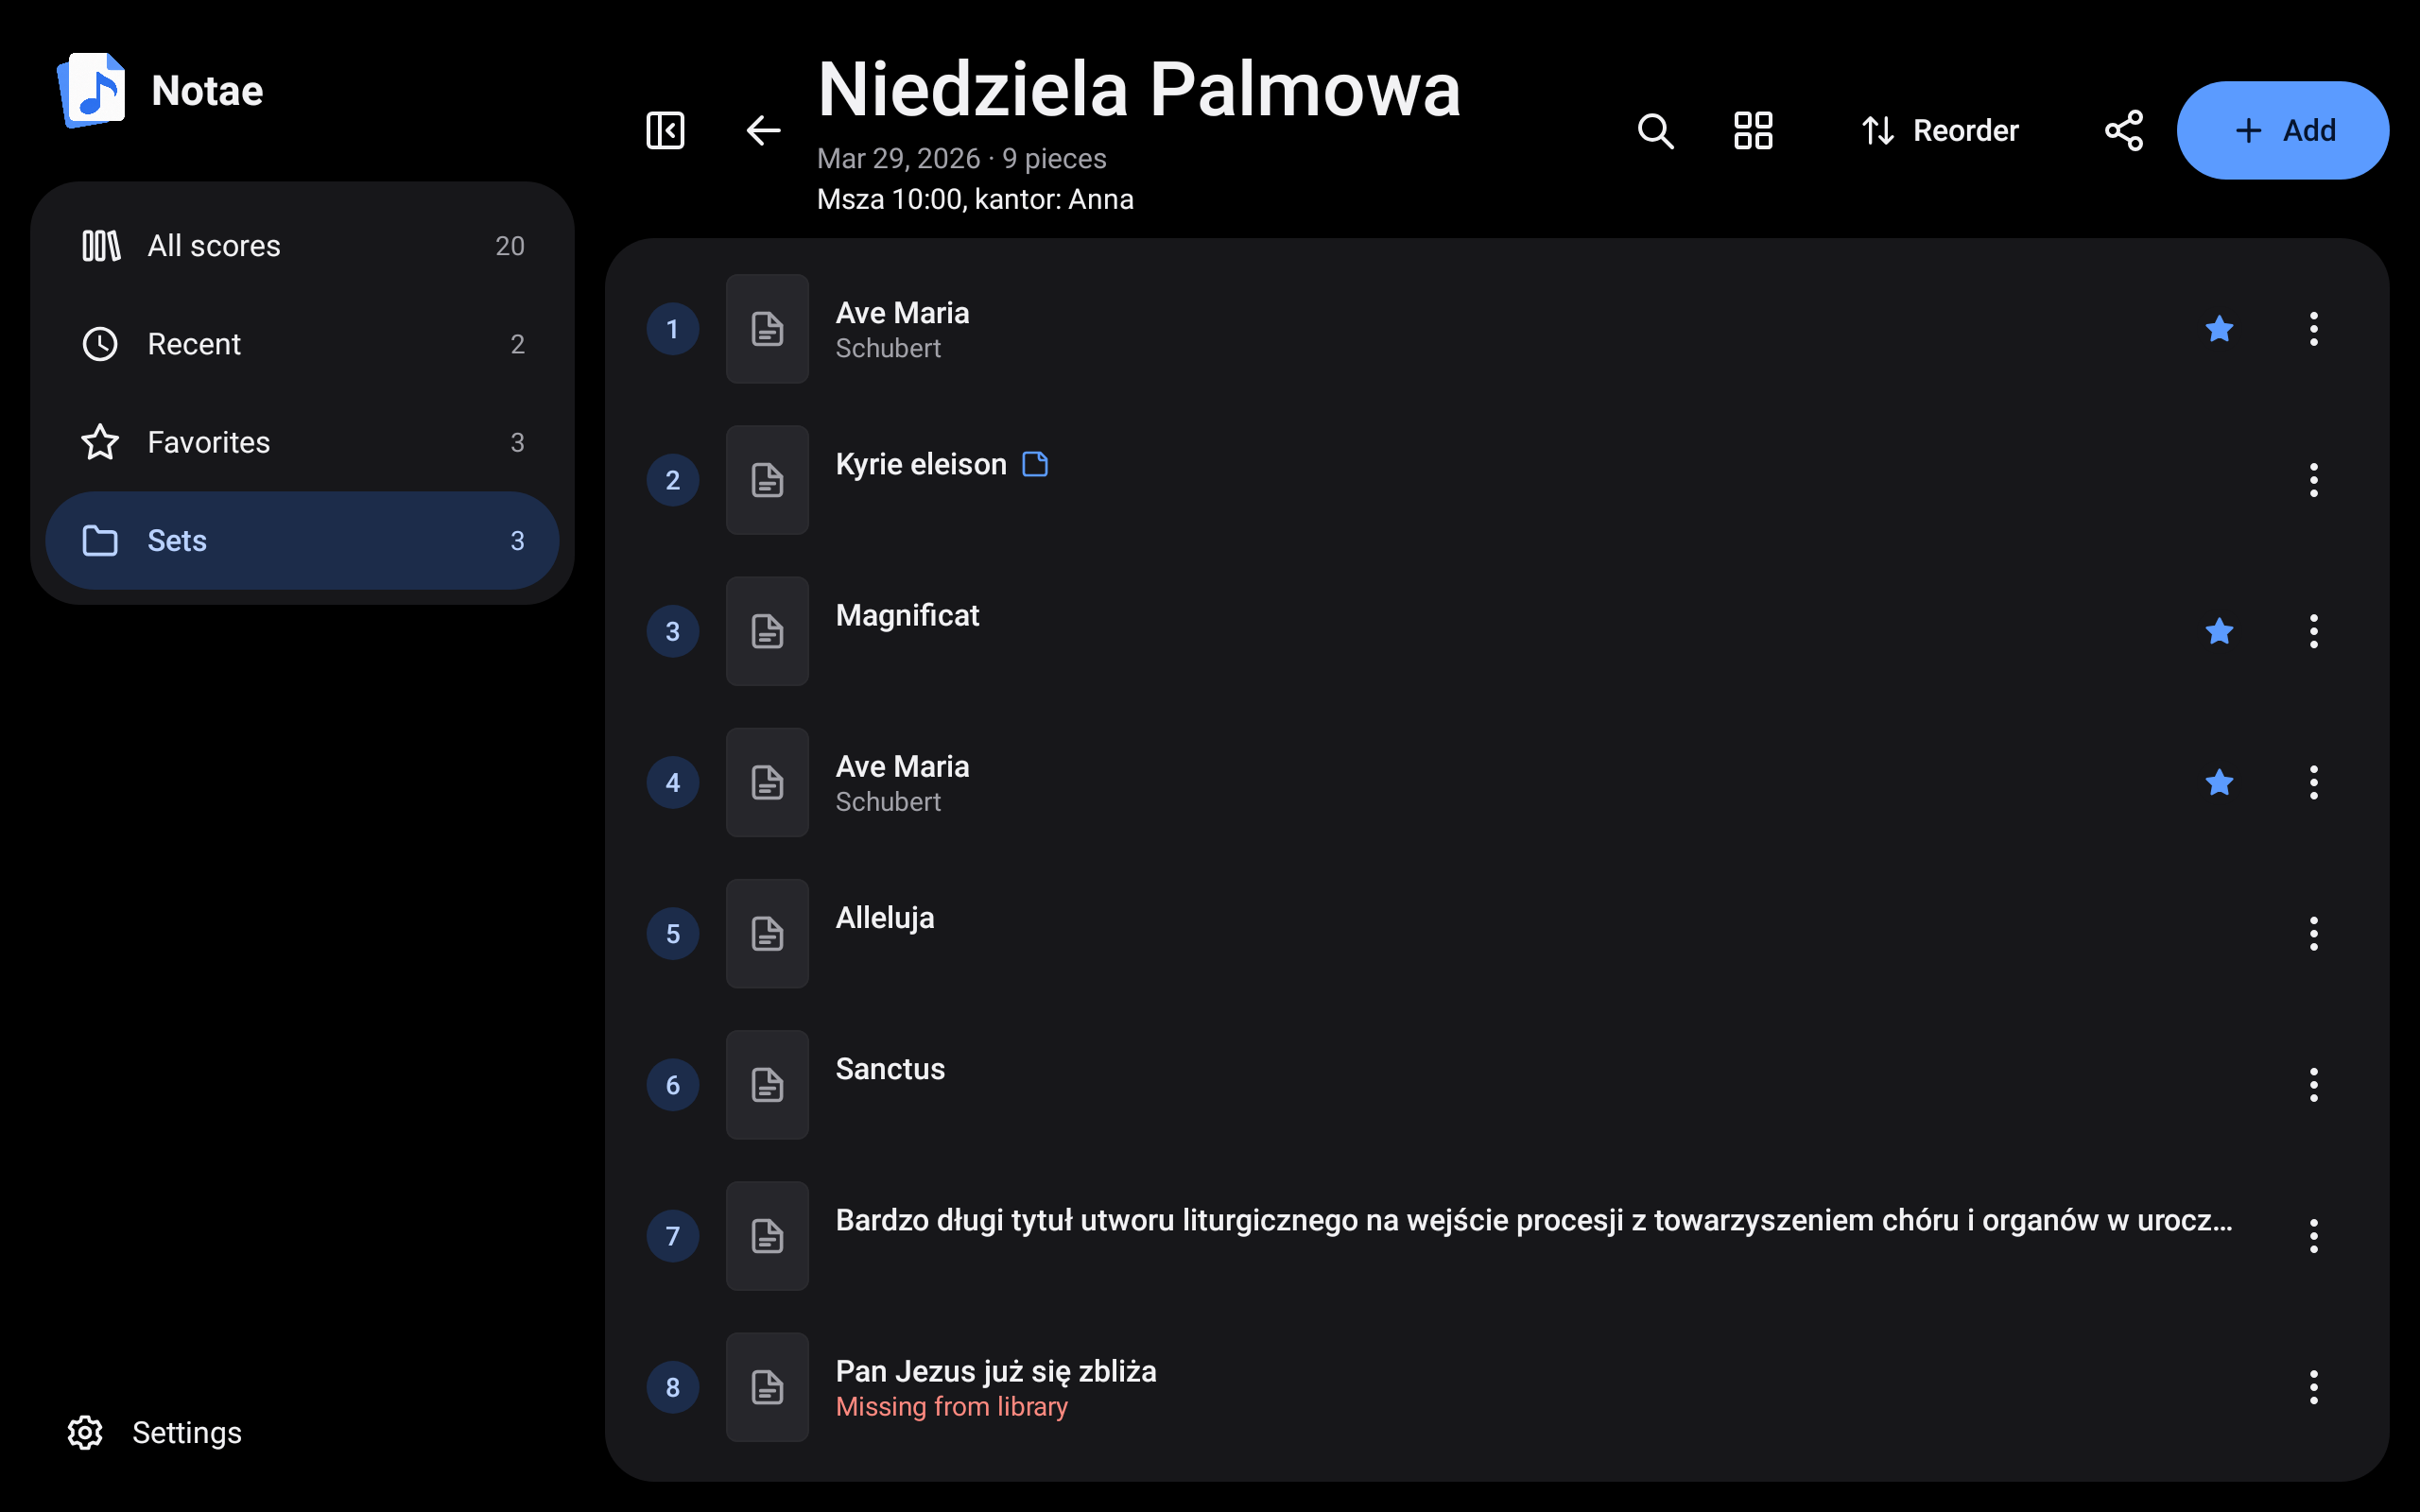 Notae
All scores 20
Recent 2
Favorites 3
Sets 3
Settings
Niedziela Palmowa
Mar 29, 2026 · 9 pieces
Msza 10:00, kantor: Anna
Reorder
+ Add
1 Ave Maria
Schubert
2 Kyrie eleison
3 Magnificat
4 Ave Maria
Schubert
5 Alleluja
6 Sanctus
7 Bardzo długi tytuł utworu liturgicznego na wejście procesji z towarzyszeniem chóru i organów w urocz…
8 Pan Jezus już się zbliża
Missing from library